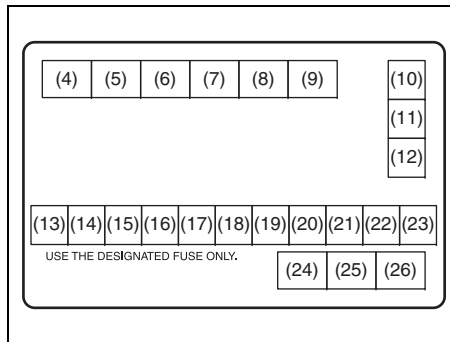 (4) (5) (6) (7) (8) (9) (10)
(11)
(12)
(13) (14) (15) (16) (17) (18) (19) (20) (21) (22) (23)
USE THE DESIGNATED FUSE ONLY.
(24) (25) (26)